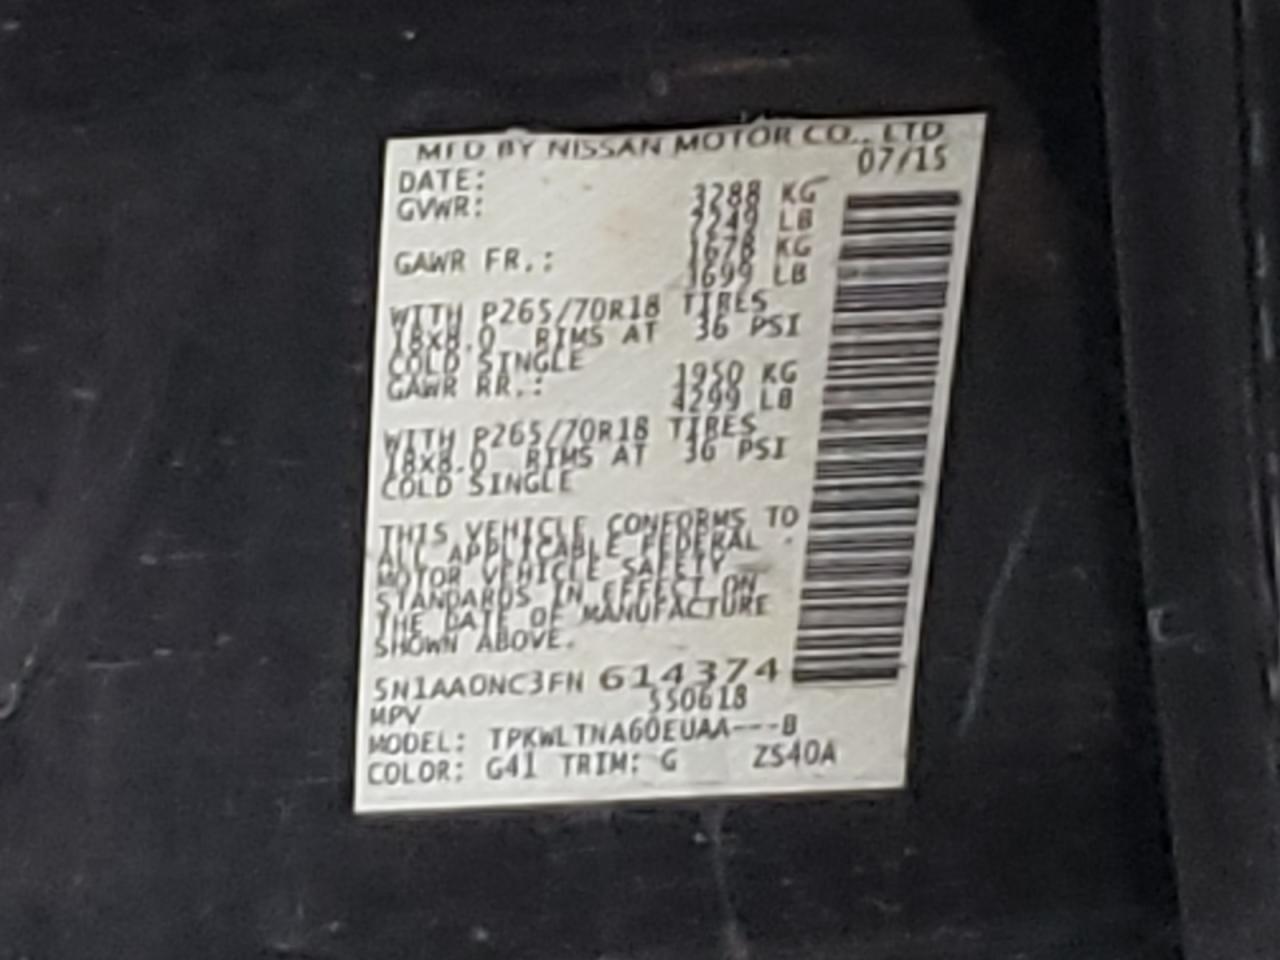 MFD BY NISSAN MOTOR CO., LTD
DATE: 07/15
GVWR: 3288 KG
7249 LB
GAWR FR.: 1678 KG
3699 LB
WITH P265/70R18 TIRES
18X8.0 RIMS AT 36 PSI
COLD SINGLE
GAWR RR.: 1950 KG
4299 LB
WITH P265/70R18 TIRES
18X8.0 RIMS AT 36 PSI
COLD SINGLE
THIS VEHICLE CONFORMS TO
ALL APPLICABLE FEDERAL
MOTOR VEHICLE SAFETY
STANDARDS IN EFFECT ON
THE DATE OF MANUFACTURE
SHOWN ABOVE.
5N1AA0NC3FN 614374
MPV 550618
MODEL: TPKWLTNA60EUAA---B
COLOR: G41 TRIM: G ZS40A